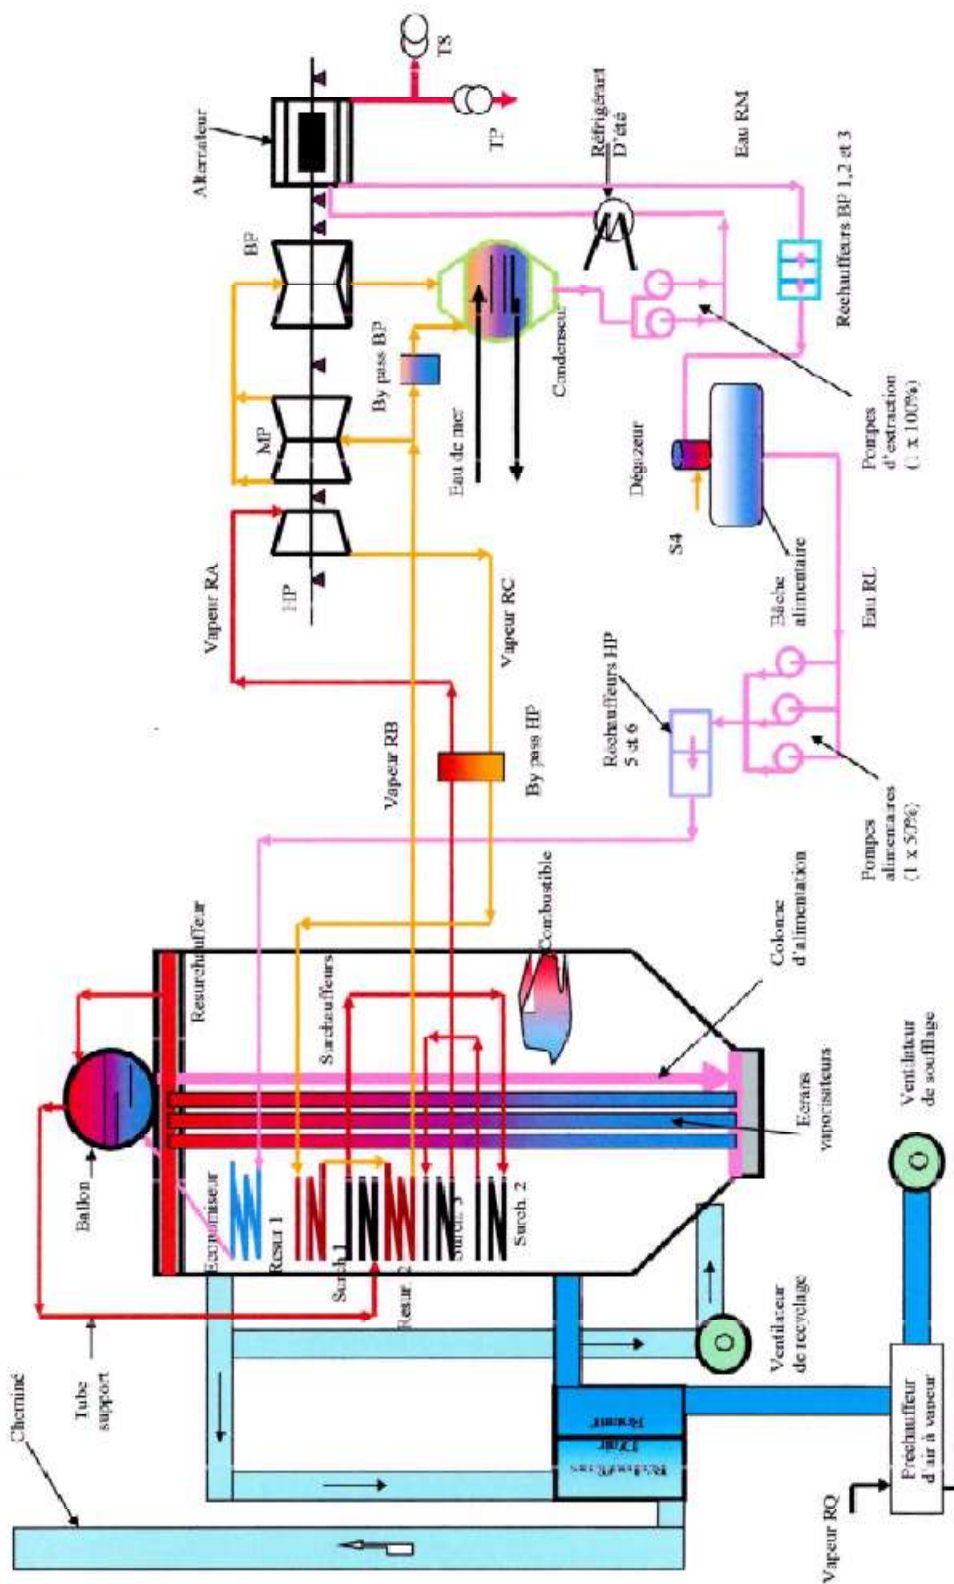 Cheminé
Tube
support
Ballon
Resurchauffeur
Economiseur
Resur 1
Surchauffeurs
Surch 1
Resur. 2
Surch. 3
Surch. 2
Combustible
Colonne
d'alimentation
Ecrans
vaporisateurs
Ventilateur
de recyclage
Ventilateur
de soufflage
Rotatif
D'air
Préchauffeur
d'air à vapeur
Vapeur RQ
Vapeur RA
Vapeur RB
Vapeur RC
By pass HP
HP
MP
BP
Alternateur
TS
TP
By pass BP
Eau de mer
Condenseur
Réfrigérant
D'été
Eau RM
Réchauffeurs BP 1,2 et 3
Pompes
d'extraction
(1 x 100%)
Dégazeur
S4
Bâche
alimentaire
Eau RL
Réchauffeurs HP
5 et 6
Pompes
alimentaires
(1 x 50%)